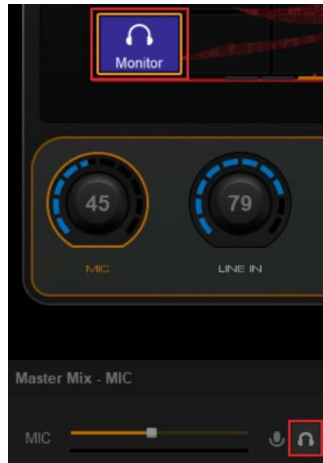 Monitor
45
79
MIC
LINE IN
Master Mix - MIC
MIC